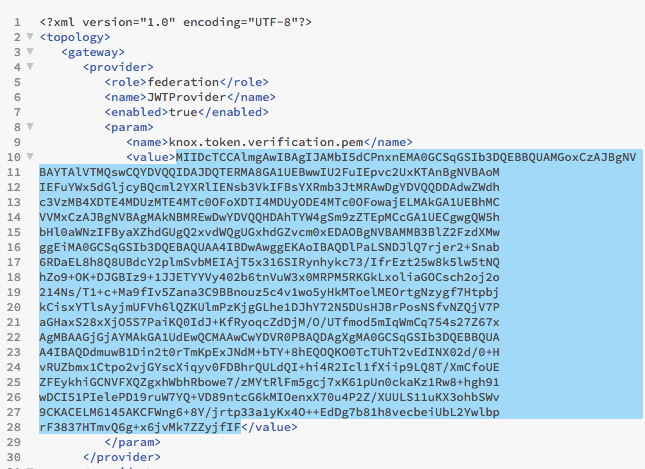 1 <?xml version="1.0" encoding="UTF-8"?>
2 <topology>
3 <gateway>
4 <provider>
5 <role>federation</role>
6 <name>JWTProvider</name>
7 <enabled>true</enabled>
8 <param>
9 <name>knox.token.verification.pem</name>
10 <value>MIIDcTCCAlmgAwIBAgIJAMbI5dCPnxnEMA0GCSqGSIb3DQEBBQUAMGoxCzAJBgNV
11 BAYTAlVTMQswCQYDVQQIDAJDQTERMA8GA1UEBwwIU2FuIEpvc2UxKTAnBgNVBAoM
12 IEFuYWx5dGljcyBQcml2YXRlIENsb3VkIFBsYXRmb3JtMRAwDgYDVQQDDAdwZWdh
13 c3VzMB4XDTE4MDUzMTE4MTc0OFoXDTI4MDUyODE4MTc0OFowajELMAkGA1UEBhMC
14 VVMxCzAJBgNVBAgMAkNBMREwDwYDVQQHDAhTYW4gSm9zZTEpMCcGA1UECgwgQW5h
15 bHl0aWNzIFByaXZhdGUgQ2xvdWQgUGxhdGZvcm0xEDAOBgNVBAMMB3BlZ2FzdXMw
16 ggEiMA0GCSqGSIb3DQEBAQUAA4IBDwAwggEKAoIBAQDlPaLSNDJlQ7rjer2+Snab
17 6RDaEL8h8Q8UBdcY2plmSvbMEIAjT5x316SIRynhykc73/IfrEzt25w8k5lw5tNQ
18 hZo9+OK+DJGBIz9+1JJETYYVy402b6tnVuW3x0MRPM5RKGkLxoliaGOCsch2oj2o
19 214Ns/T1+c+Ma9fIv5Zana3C9BBnouz5c4v1wo5yHkMToelMEOrtgNzygf7Htpbj
20 kCisxYTlsAyjmUFVh6lQZKUlmPzKjgGLhe1DJhY72N5DUsHJBrPosNSfvNZQjV7P
21 aGHaxS28xXjO5S7PaiKQ0IdJ+KfRyoqcZdDjM/O/UTfmod5mIqWmCq754s27Z67x
22 AgMBAAGjGjAYMAkGA1UdEwQCMAAwCwYDVR0PBAQDAgXgMA0GCSqGSIb3DQEBBQUA
23 A4IBAQDdmuwB1Din2t0rTmKpExJNdM+bTY+8hEQOQKO0TcTUhT2vEdINX02d/0+H
24 vRUZbmx1Ctpo2vjGYscXiqyv0FDBhrQULdQI+hi4R2Icl1fXiip9LQ8T/XmCfoUE
25 ZFEykhiGCNVFXQZgxhWbhRbowe7/zMYtRlFm5gcj7xK61pUn0ckaKz1Rw8+hgh91
26 wDCI51PIelePD19ruW7YQ+VD89ntcG6kMIOenxX70u4P2Z/XUULS11uKX3ohbSWv
27 9CKACELM6145AKCFWng6+8Y/jrtp33a1yKx4O++EdDg7b81h8vecbeiUbL2Ywlbp
28 rF3837HTmvQ6g+x6jvMk7ZZyjfIF</value>
29 </param>
30 </provider>